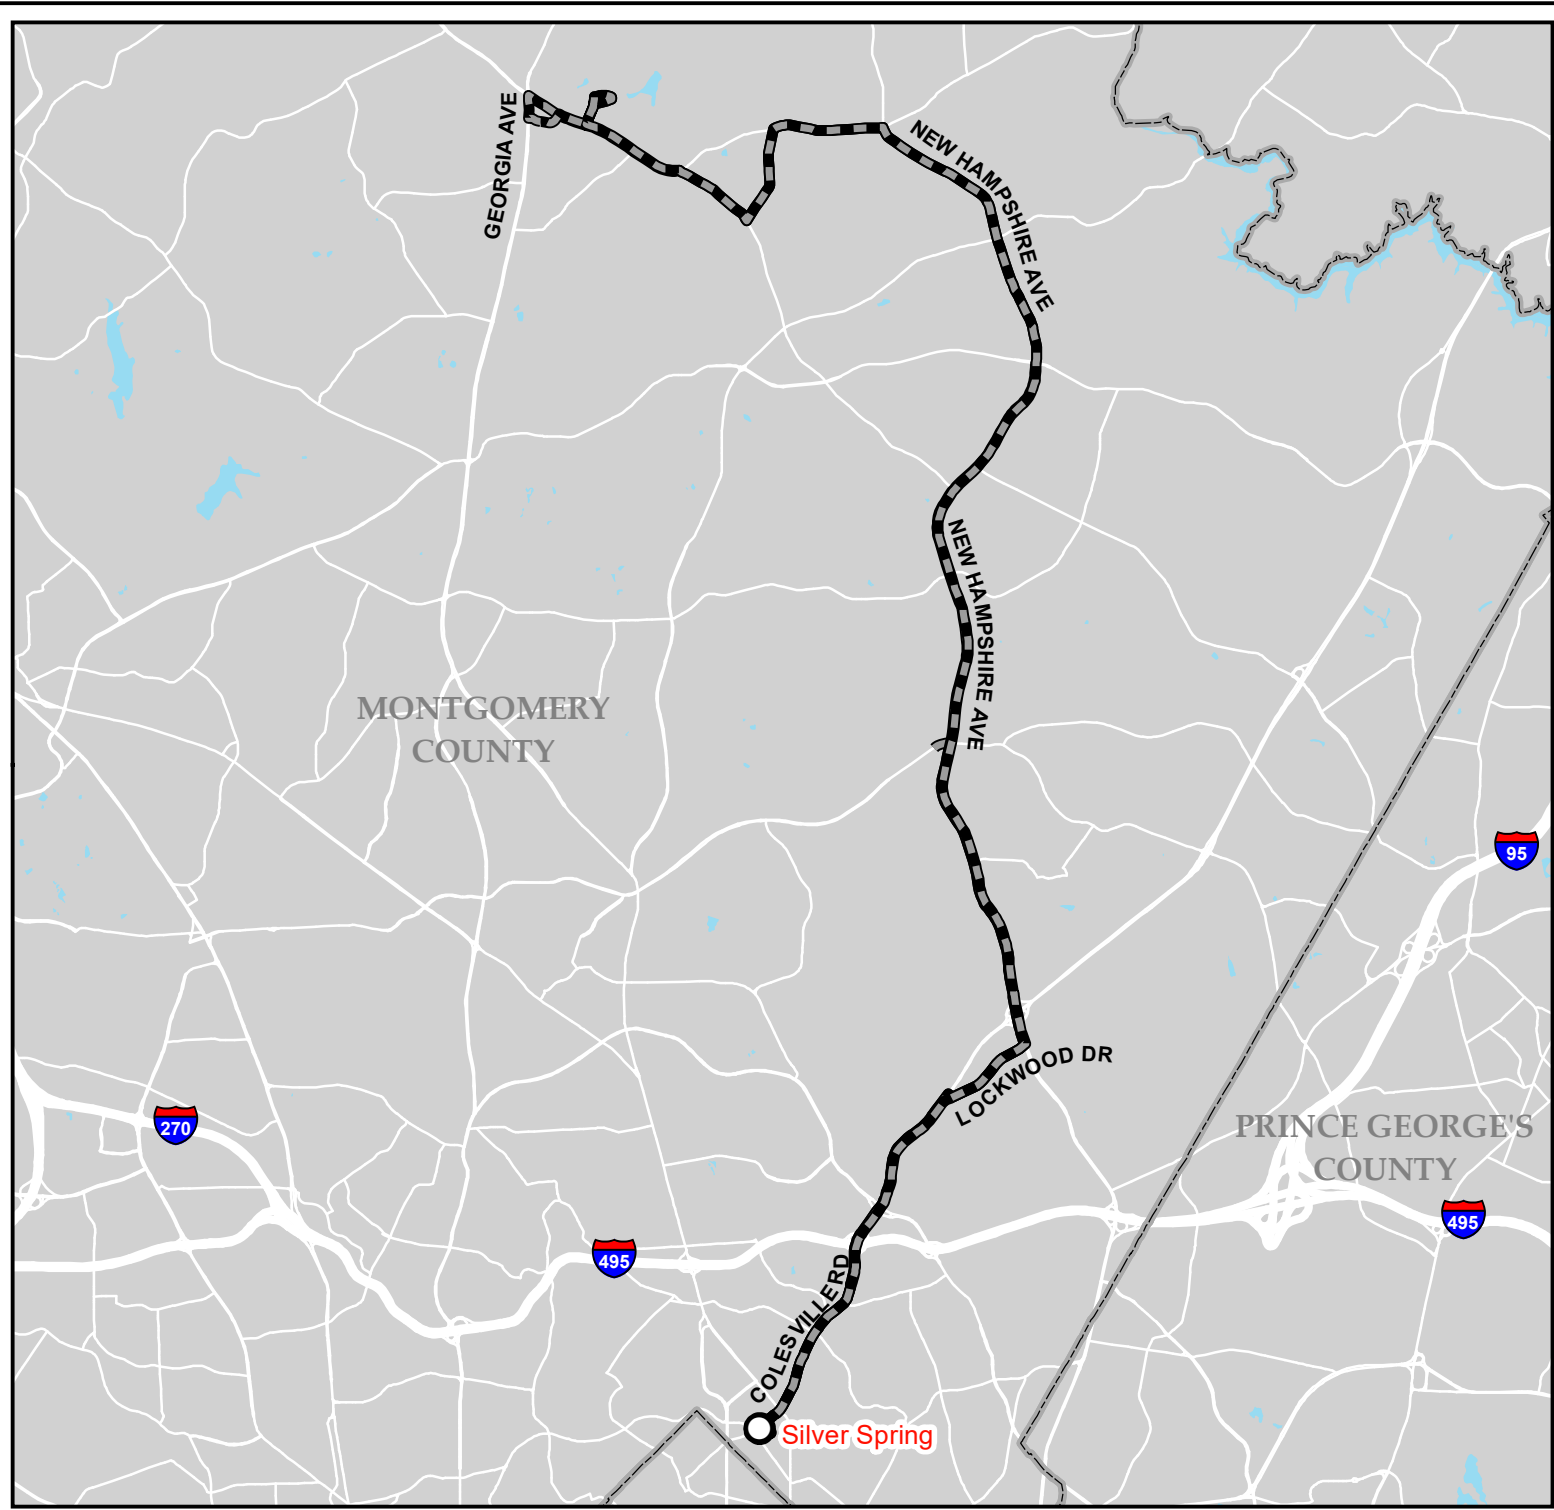 GEORGIA AVE
NEW HAMPSHIRE AVE
NEW HAMPSHIRE AVE
MONTGOMERY
COUNTY
95
LOCKWOOD DR
270
PRINCE GEORGE'S
COUNTY
495
495
COLESVILLE RD
Silver Spring